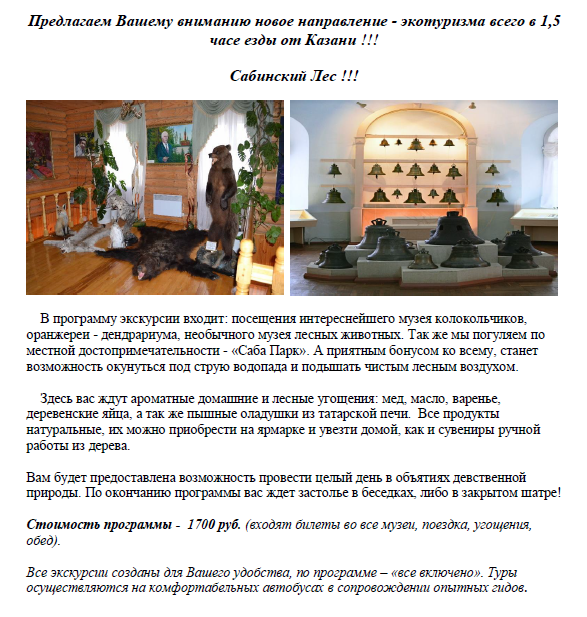 Предлагаем Вашему вниманию новое направление - экотуризма всего в 1,5
часе езды от Казани !!!
Сабинский Лес !!!
В программу экскурсии входит: посещения интереснейшего музея колокольчиков,
оранжереи - дендрариума, необычного музея лесных животных. Так же мы погуляем по
местной достопримечательности - «Саба Парк». А приятным бонусом ко всему, станет
возможность окунуться под струю водопада и подышать чистым лесным воздухом.
Здесь вас ждут ароматные домашние и лесные угощения: мед, масло, варенье,
деревенские яйца, а так же пышные оладушки из татарской печи. Все продукты
натуральные, их можно приобрести на ярмарке и увезти домой, как и сувениры ручной
работы из дерева.
Вам будет предоставлена возможность провести целый день в объятиях девственной
природы. По окончанию программы вас ждет застолье в беседках, либо в закрытом шатре!
Стоимость программы - 1700 руб. (входят билеты во все музеи, поездка, угощения,
обед).
Все экскурсии созданы для Вашего удобства, по программе – «все включено». Туры
осуществляются на комфортабельных автобусах в сопровождении опытных гидов.